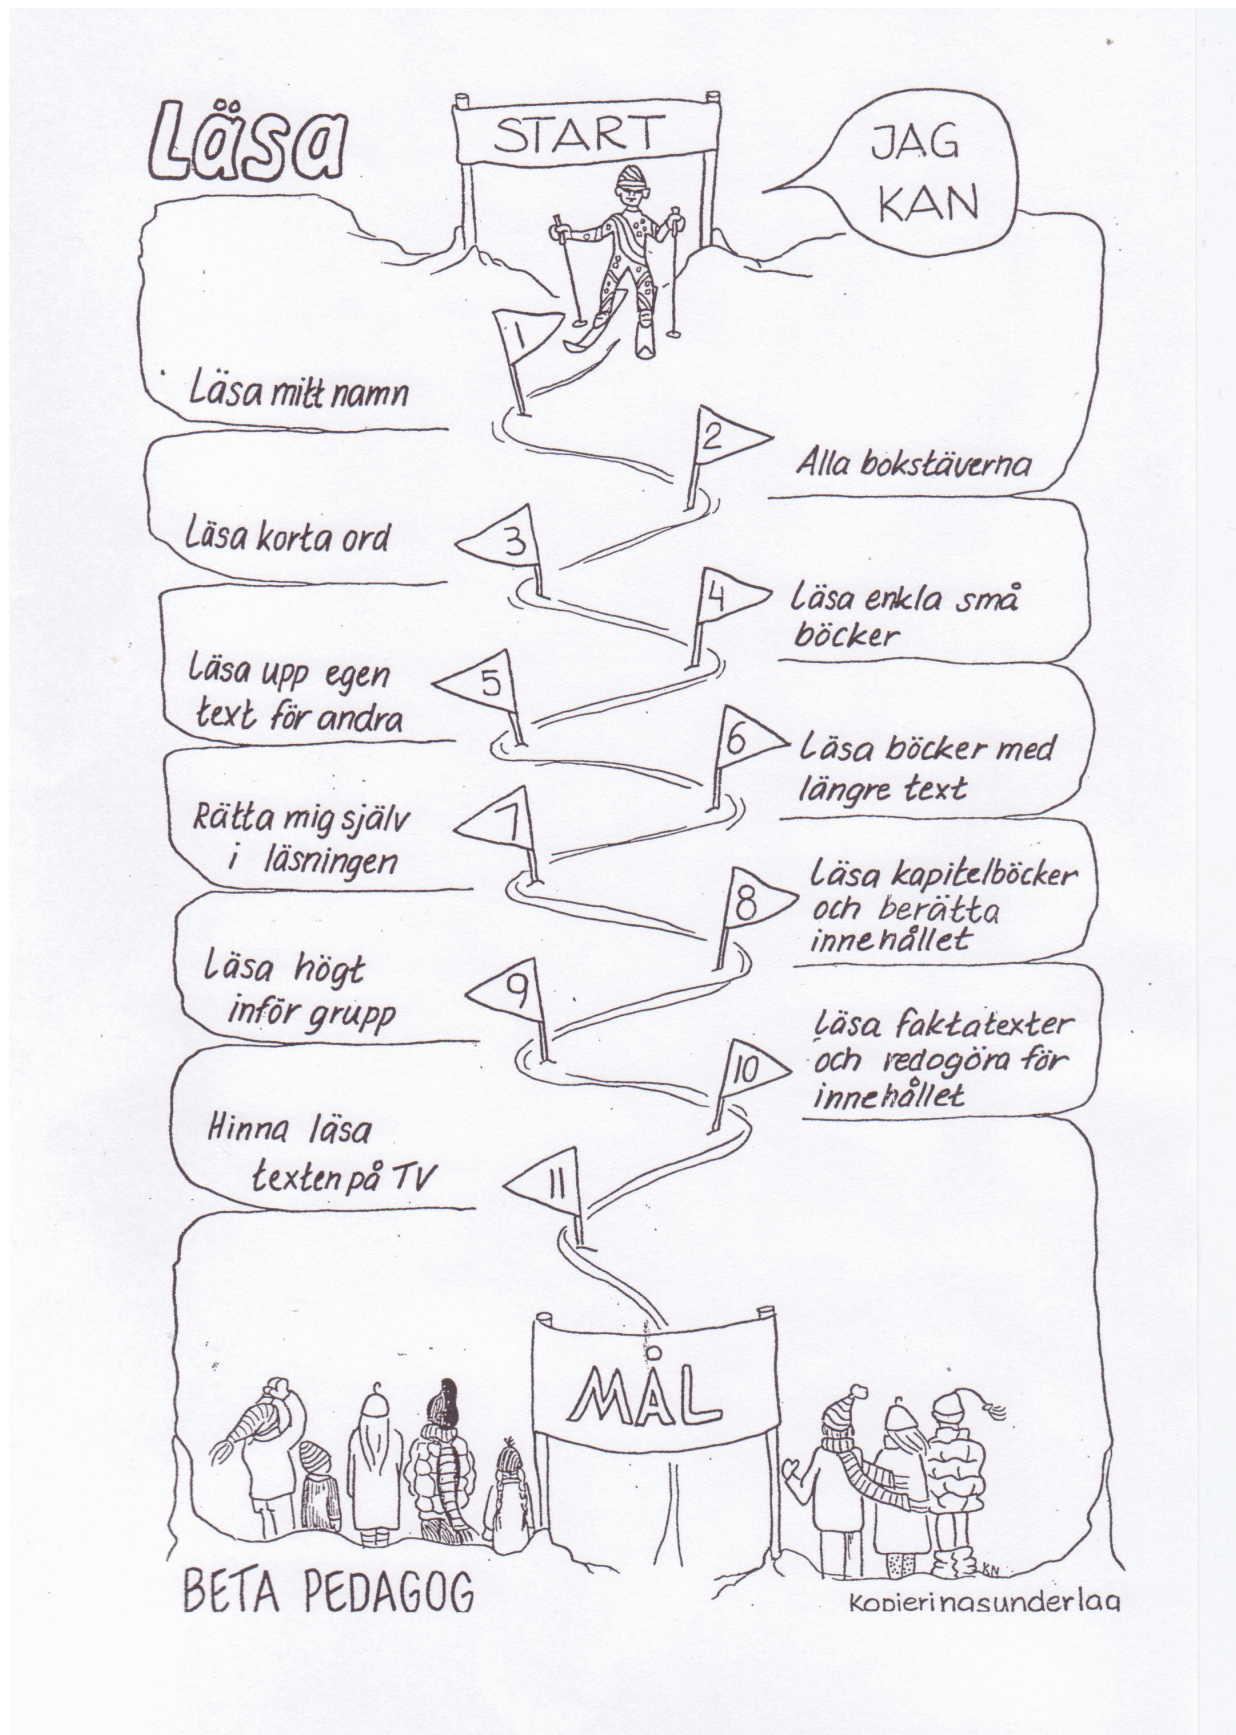 Läsa
START
JAG
KAN
1
Läsa mitt namn
2
Alla bokstäverna
3
Läsa korta ord
4
Läsa enkla små
böcker
5
Läsa upp egen
text för andra
6
Läsa böcker med
längre text
7
Rätta mig själv
i läsningen
8
Läsa kapitelböcker
och berätta
innehållet
9
Läsa högt
inför grupp
10
Läsa faktatexter
och redogöra för
innehållet
11
Hinna läsa
texten på TV
MÅL
KN
BETA PEDAGOG
Kopieringsunderlag